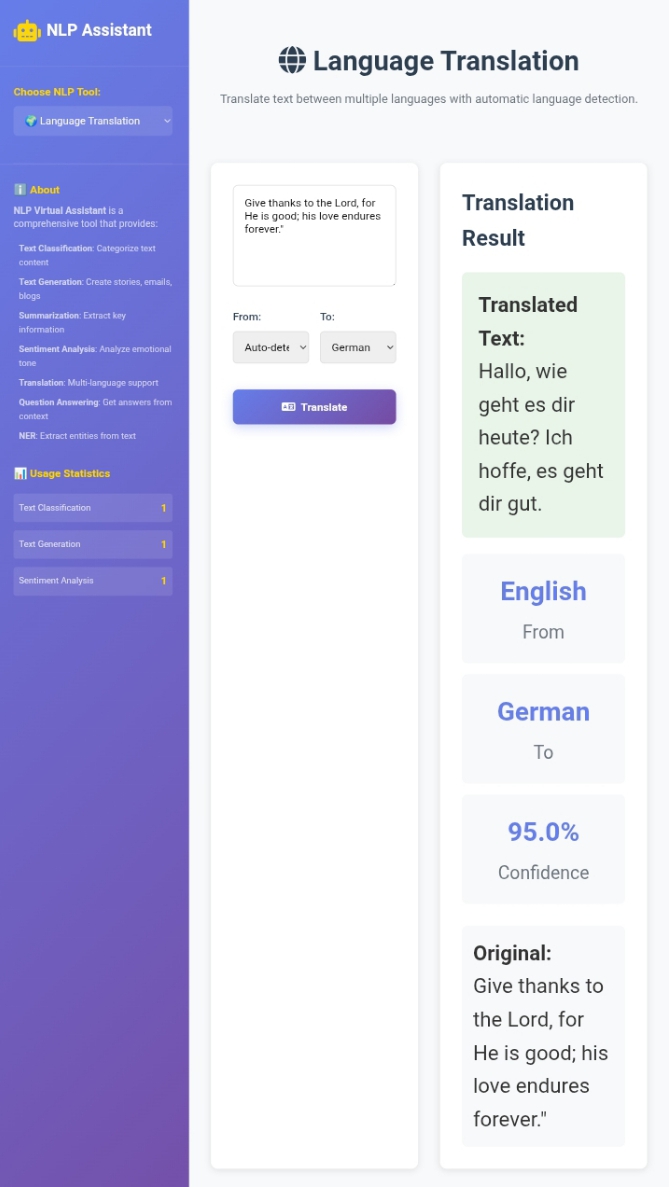 NLP Assistant
Choose NLP Tool:
Language Translation
About
NLP Virtual Assistant is a
comprehensive tool that provides:
Text Classification: Categorize text
content
Text Generation: Create stories, emails,
blogs
Summarization: Extract key
information
Sentiment Analysis: Analyze emotional
tone
Translation: Multi-language support
Question Answering: Get answers from
context
NER: Extract entities from text
Usage Statistics
Text Classification 1
Text Generation 1
Sentiment Analysis 1
Language Translation
Translate text between multiple languages with automatic language detection.
Give thanks to the Lord, for
He is good; his love endures
forever."
From: To:
Auto-dete German
Translate
Translation
Result
Translated
Text:
Hallo, wie
geht es dir
heute? Ich
hoffe, es geht
dir gut.
English
From
German
To
95.0%
Confidence
Original:
Give thanks to
the Lord, for
He is good; his
love endures
forever."